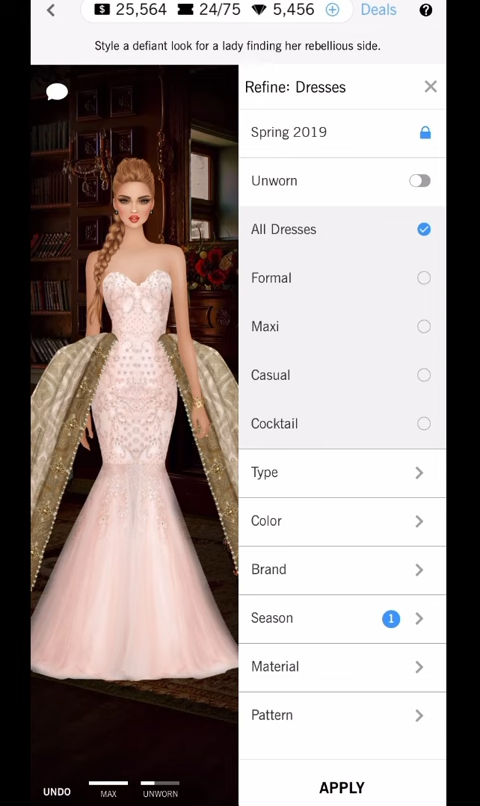 25,564 24/75 5,456 Deals ?
Style a defiant look for a lady finding her rebellious side.
Refine: Dresses
Spring 2019
Unworn
All Dresses
Formal
Maxi
Casual
Cocktail
Type
Color
Brand
Season 1
Material
Pattern
UNDO MAX UNWORN
APPLY